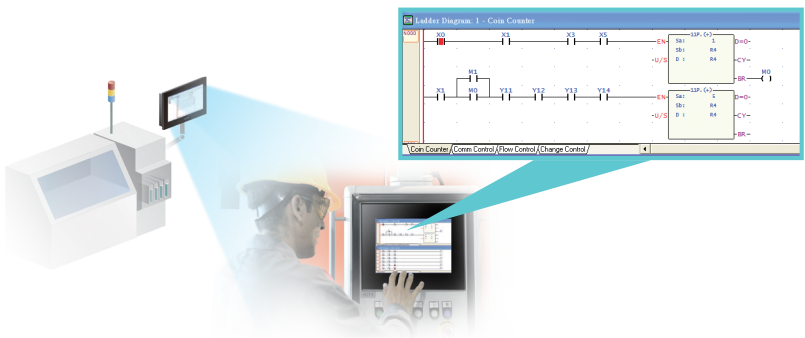 Ladder Diagram: 1 - Coin Counter
N000
X0 X1 X3 X5
11P.(+)
EN- Sa: 1 D=0-
Sb: R4
-U/S D : R4 -CY-
-BR- M0
M1
X1 M0 Y11 Y12 Y13 Y14
11P.(+)
EN- Sa: 5 D=0-
Sb: R4
-U/S D : R4 -CY-
-BR-
Coin Counter Comm Control Flow Control Change Control